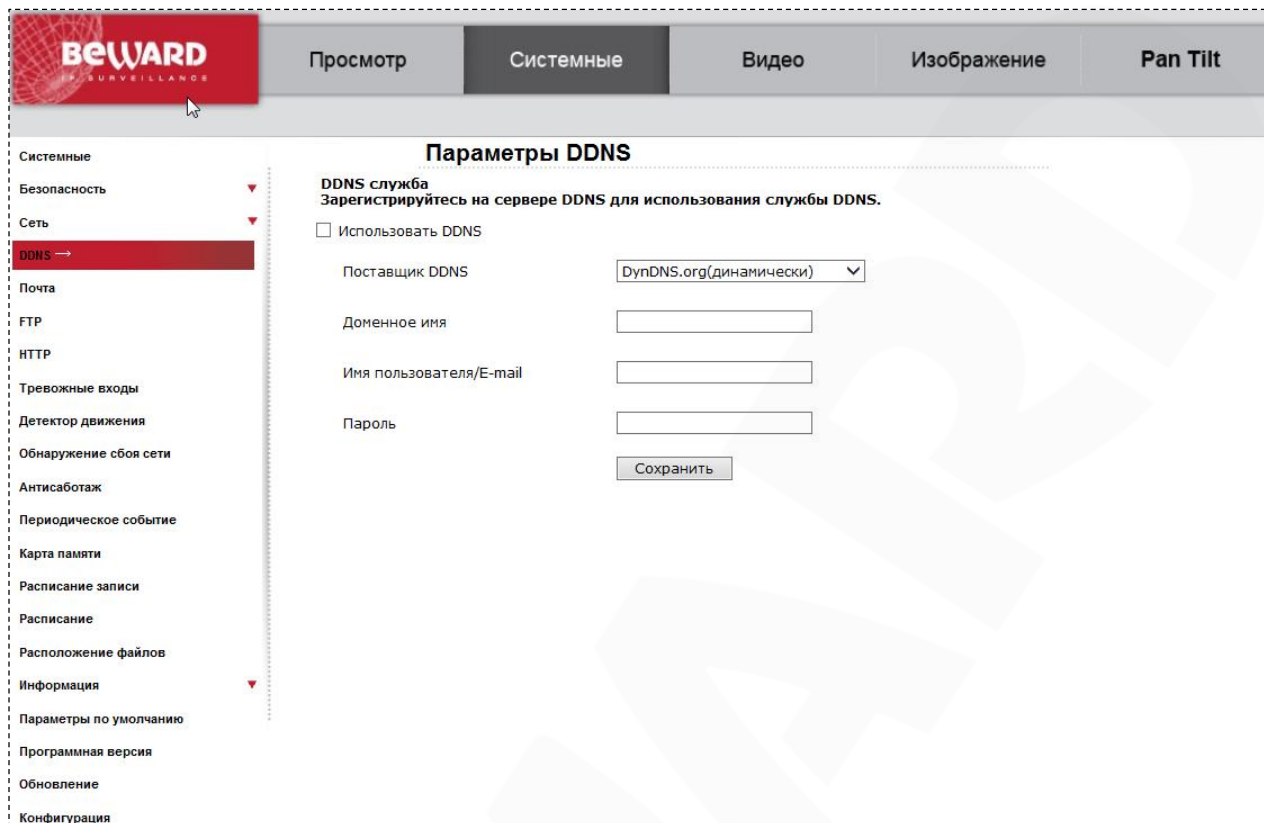 BEWARD
IP SURVEILLANCE
Просмотр
Системные
Видео
Изображение
Pan Tilt
Системные
Безопасность
Сеть
DDNS →
Почта
FTP
HTTP
Тревожные входы
Детектор движения
Обнаружение сбоя сети
Антисаботаж
Периодическое событие
Карта памяти
Расписание записи
Расписание
Расположение файлов
Информация
Параметры по умолчанию
Программная версия
Обновление
Конфигурация
Параметры DDNS
DDNS служба
Зарегистрируйтесь на сервере DDNS для использования службы DDNS.
Использовать DDNS
Поставщик DDNS
DynDNS.org(динамически)
Доменное имя
Имя пользователя/E-mail
Пароль
Сохранить